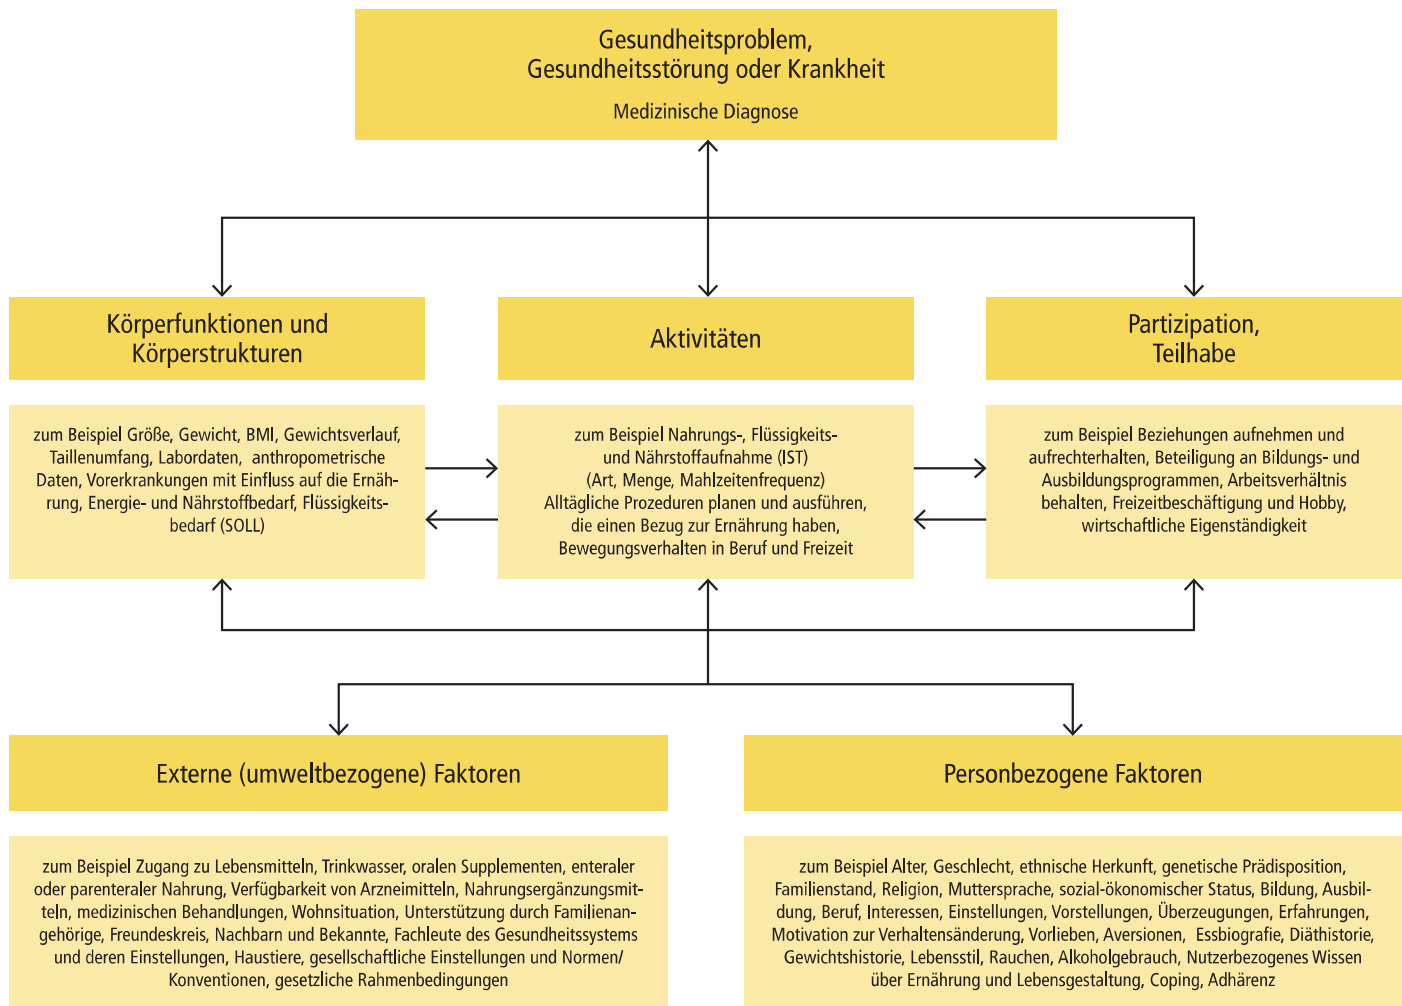 Gesundheitsproblem,
Gesundheitsstörung oder Krankheit
Medizinische Diagnose
Körperfunktionen und
Körperstrukturen
Aktivitäten
Partizipation,
Teilhabe
zum Beispiel Größe, Gewicht, BMI, Gewichtsverlauf,
Taillenumfang, Labordaten, anthropometrische
Daten, Vorerkrankungen mit Einfluss auf die Ernäh-
rung, Energie- und Nährstoffbedarf, Flüssigkeits-
bedarf (SOLL)
zum Beispiel Nahrungs-, Flüssigkeits-
und Nährstoffaufnahme (IST)
(Art, Menge, Mahlzeitenfrequenz)
Alltägliche Prozeduren planen und ausführen,
die einen Bezug zur Ernährung haben,
Bewegungsverhalten in Beruf und Freizeit
zum Beispiel Beziehungen aufnehmen und
aufrechterhalten, Beteiligung an Bildungs- und
Ausbildungsprogrammen, Arbeitsverhältnis
behalten, Freizeitbeschäftigung und Hobby,
wirtschaftliche Eigenständigkeit
Externe (umweltbezogene) Faktoren
Personbezogene Faktoren
zum Beispiel Zugang zu Lebensmitteln, Trinkwasser, oralen Supplementen, enteraler
oder parenteraler Nahrung, Verfügbarkeit von Arzneimitteln, Nahrungsergänzungsmit-
teln, medizinischen Behandlungen, Wohnsituation, Unterstützung durch Familienan-
gehörige, Freundeskreis, Nachbarn und Bekannte, Fachleute des Gesundheitssystems
und deren Einstellungen, Haustiere, gesellschaftliche Einstellungen und Normen/
Konventionen, gesetzliche Rahmenbedingungen
zum Beispiel Alter, Geschlecht, ethnische Herkunft, genetische Prädisposition,
Familienstand, Religion, Muttersprache, sozial-ökonomischer Status, Bildung, Ausbil-
dung, Beruf, Interessen, Einstellungen, Vorstellungen, Überzeugungen, Erfahrungen,
Motivation zur Verhaltensänderung, Vorlieben, Aversionen, Essbiografie, Diäthistorie,
Gewichtshistorie, Lebensstil, Rauchen, Alkoholgebrauch, Nutzerbezogenes Wissen
über Ernährung und Lebensgestaltung, Coping, Adhärenz